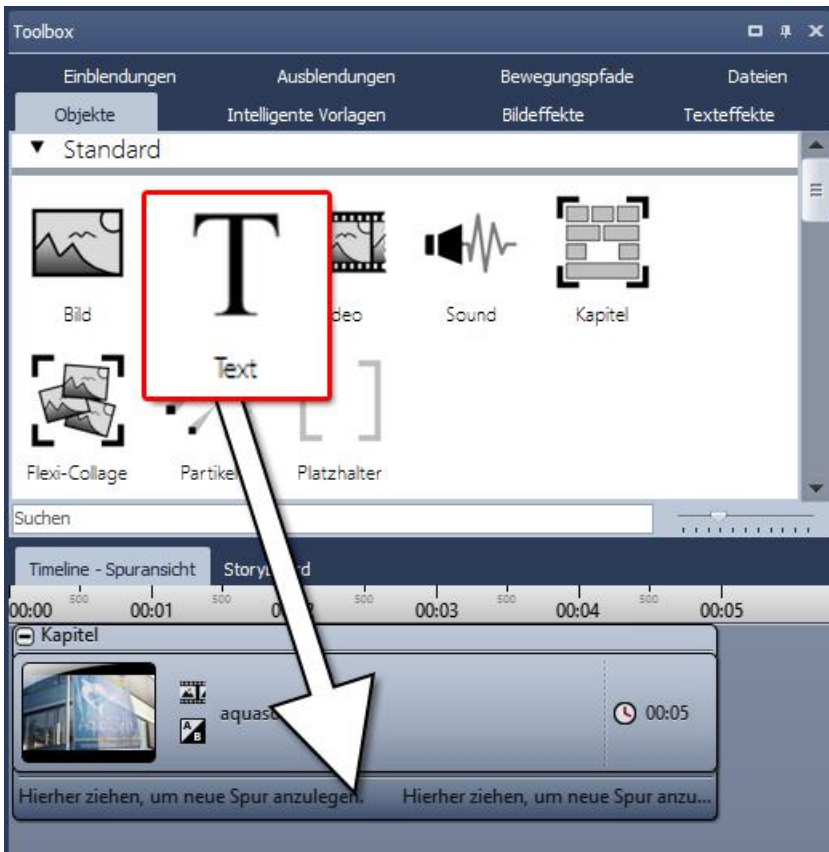 Toolbox
Einblendungen Ausblendungen Bewegungspfade Dateien
Objekte Intelligente Vorlagen Bildeffekte Texteffekte
Standard
Bild T Text Sound Kapitel
Flexi-Collage Platzhalter
Suchen
Timeline - Spuransicht
00:00 500 00:01 500 500 00:03 500 00:04 500 00:05
Kapitel
A B 00:05
Hierher ziehen, um neue Spur anzulegen. Hierher ziehen, um neue Spur anzu...